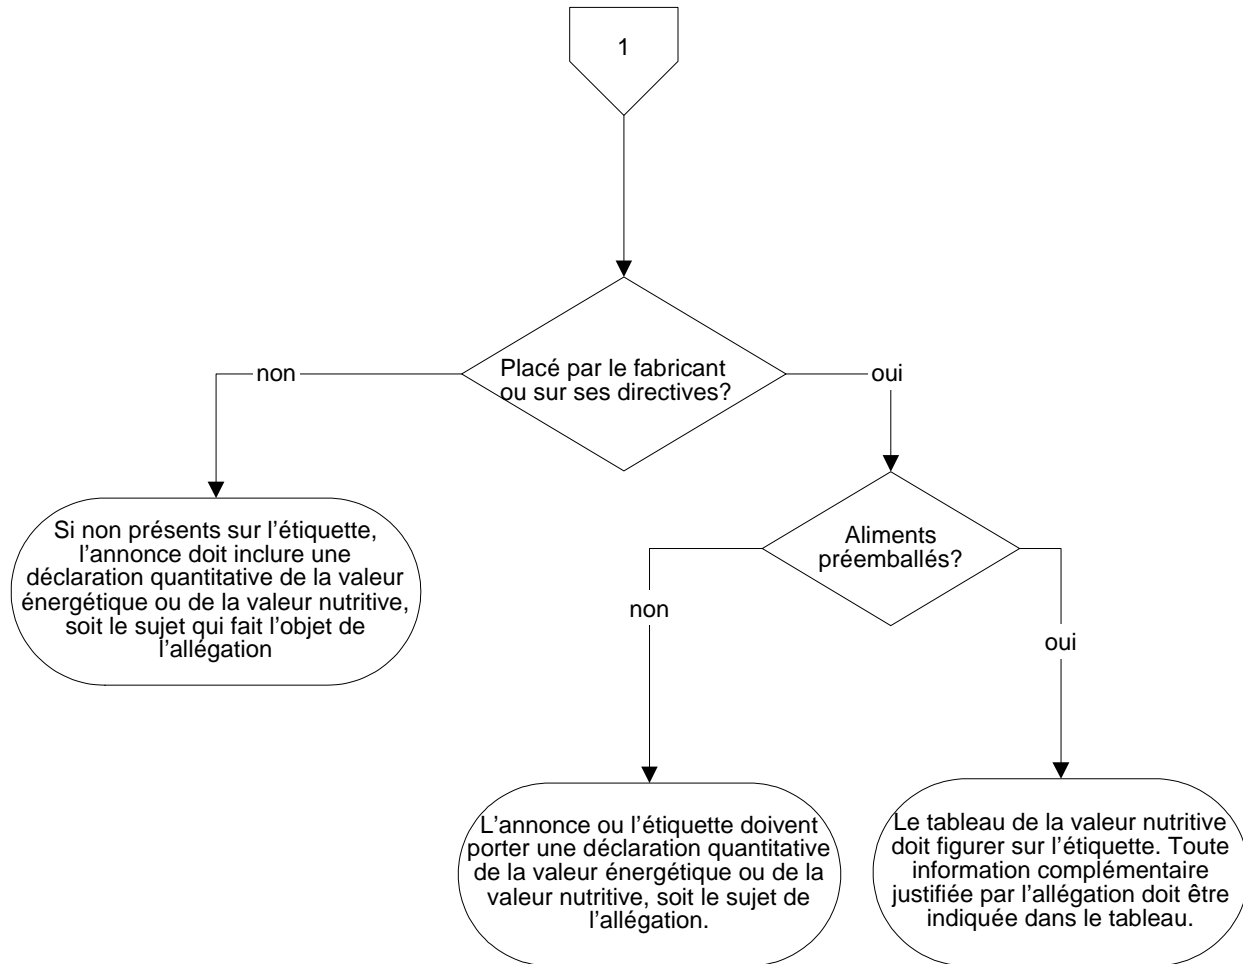 1
Placé par le fabricant
ou sur ses directives?
non
oui
Si non présents sur l’étiquette,
l’annonce doit inclure une
déclaration quantitative de la valeur
énergétique ou de la valeur nutritive,
soit le sujet qui fait l’objet de
l’allégation
Aliments
préemballés?
non
oui
L’annonce ou l’étiquette doivent
porter une déclaration quantitative
de la valeur énergétique ou de la
valeur nutritive, soit le sujet de
l’allégation.
Le tableau de la valeur nutritive
doit figurer sur l’étiquette. Toute
information complémentaire
justifiée par l’allégation doit être
indiquée dans le tableau.